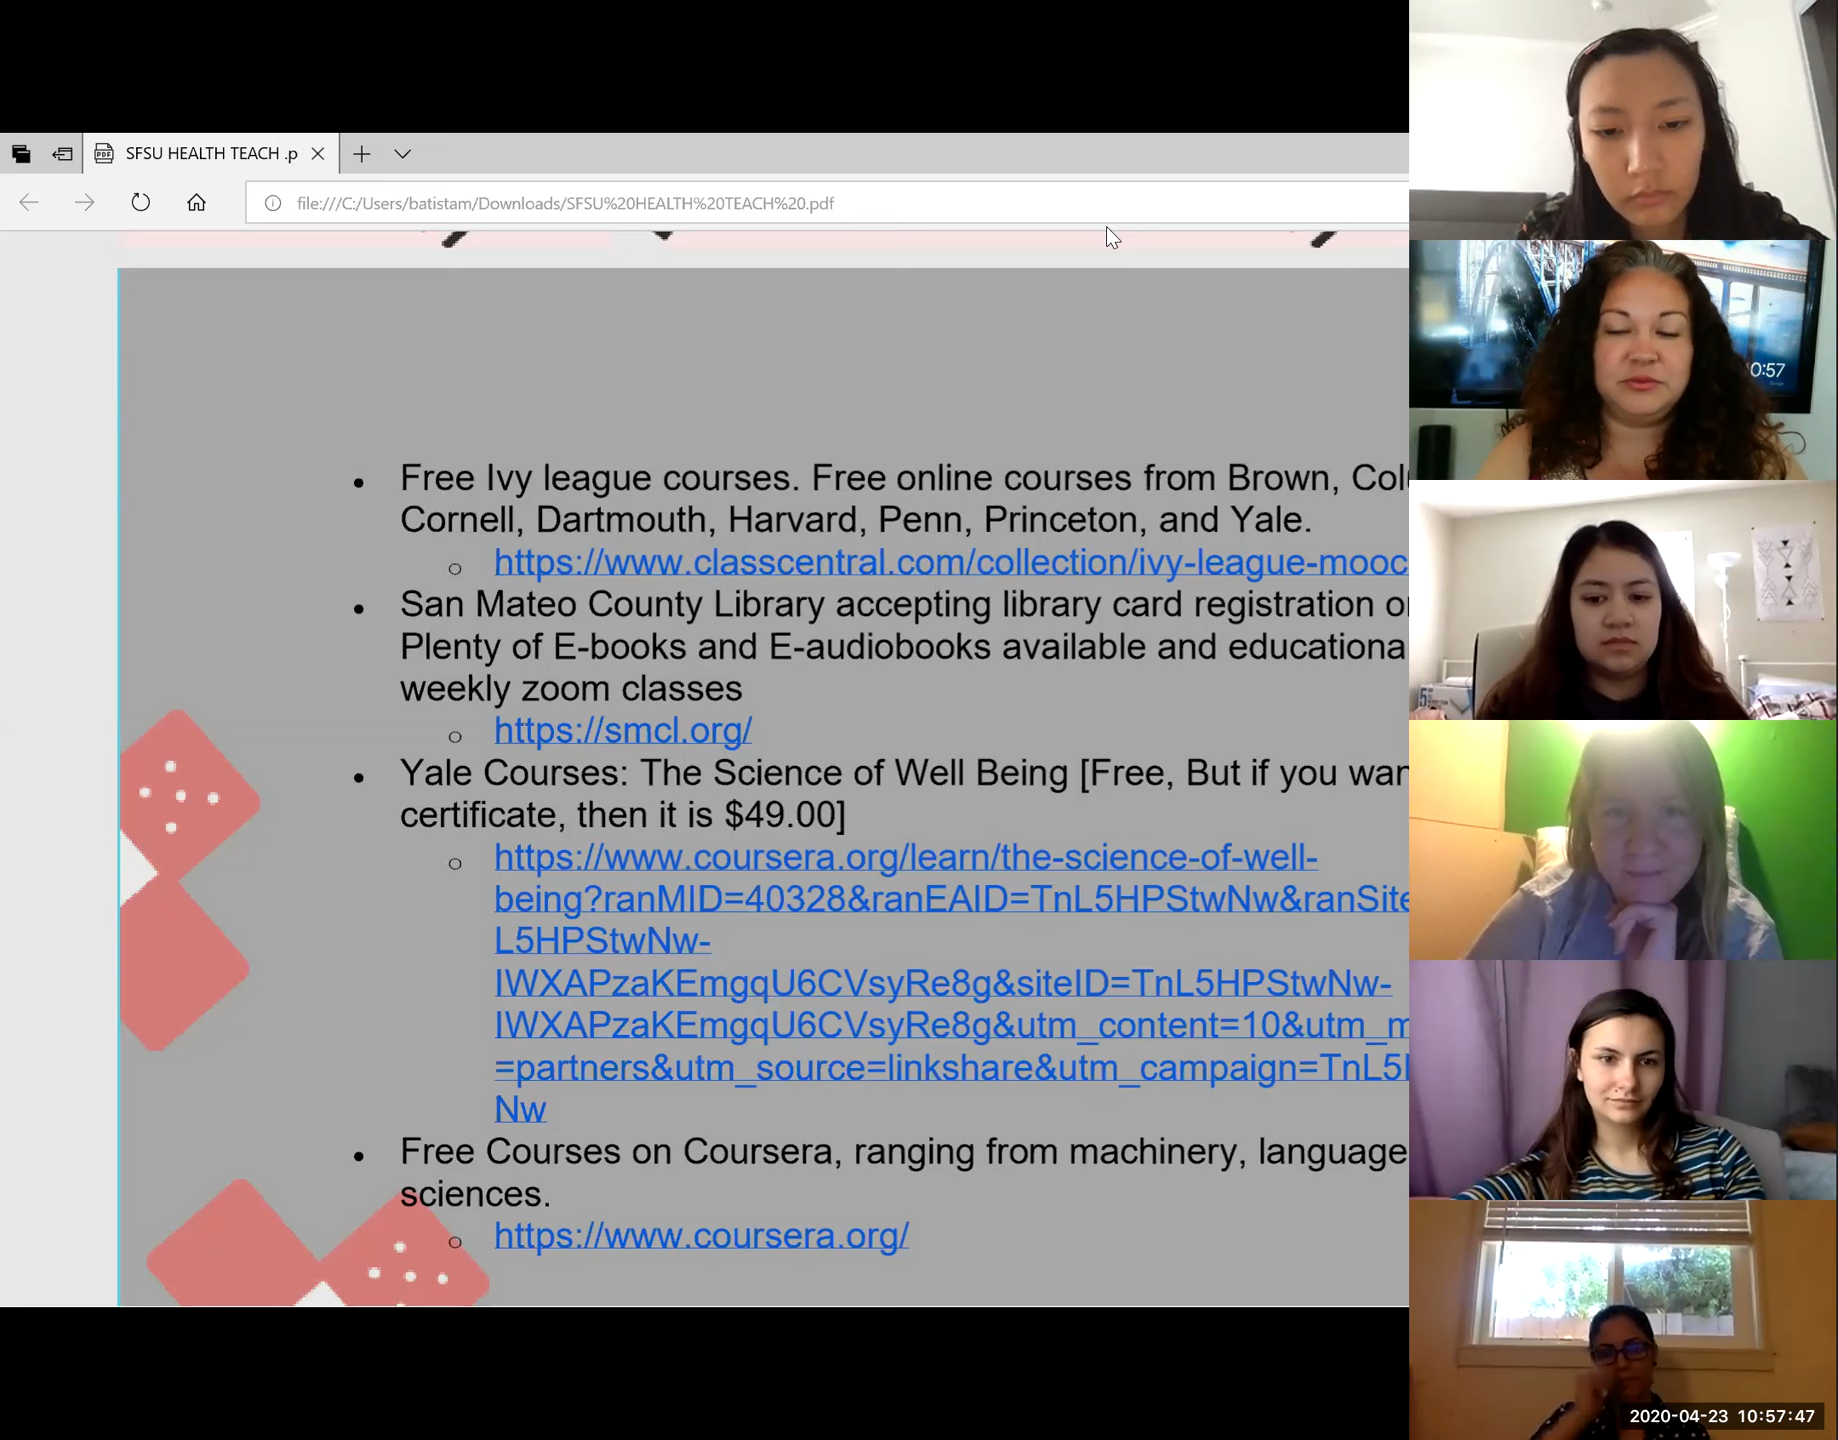 SFSU HEALTH TEACH .p
file:///C:/Users/batistam/Downloads/SFSU%20HEALTH%20TEACH%20.pdf
Free Ivy league courses. Free online courses from Brown,
Cornell, Dartmouth, Harvard, Penn, Princeton, and Yale.
https://www.classcentral.com/collection/ivy-league-mooc
San Mateo County Library accepting library card registration
Plenty of E-books and E-audiobooks available and educationa
weekly zoom classes
https://smcl.org/
Yale Courses: The Science of Well Being [Free, But if you
certificate, then it is $49.00]
https://www.coursera.org/learn/the-science-of-well-
being?ranMID=40328&ranEAID=TnL5HPStwNw&ranSite
L5HPStwNw-
IWXAPzaKEmgqU6CVsyRe8g&siteID=TnL5HPStwNw-
IWXAPzaKEmgqU6CVsyRe8g&utm_content=10&utm_m
=partners&utm_source=linkshare&utm_campaign=TnL5
Nw
Free Courses on Coursera, ranging from machinery, language
sciences.
https://www.coursera.org/
0:57
2020-04-23 10:57:47